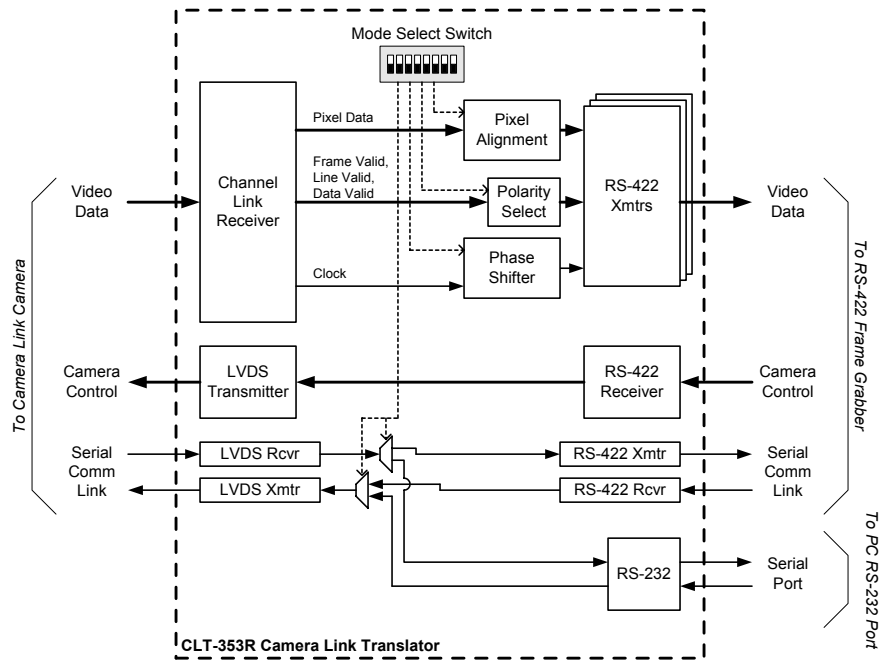 Mode Select Switch
Pixel Data
Pixel
Alignment
Frame Valid,
Line Valid,
Data Valid
Polarity
Select
Channel
Link
Receiver
RS-422
Xmtrs
Video
Data
Video
Data
Phase
Shifter
Clock
To Camera Link Camera
To RS-422 Frame Grabber
Camera
Control
LVDS
Transmitter
RS-422
Receiver
Camera
Control
Serial
Comm
Link
LVDS Rcvr
LVDS Xmtr
RS-422 Xmtr
RS-422 Rcvr
Serial
Comm
Link
RS-232
Serial
Port
To PC RS-232 Port
CLT-353R Camera Link Translator